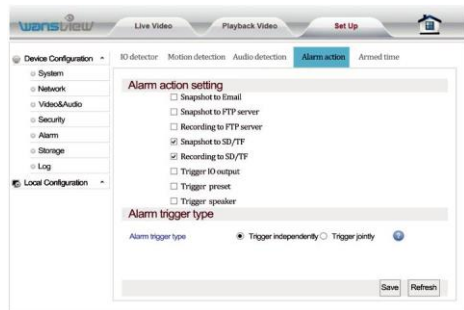 wansview
Live Video Playback Video Set Up
Device Configuration
System
Network
Video&Audio
Security
Alarm
Storage
Log
Local Configuration
IO detector Motion detection Audio detection Alarm action Armed time
Alarm action setting
Snapshot to Email
Snapshot to FTP server
Recording to FTP server
Snapshot to SD/TF
Recording to SD/TF
Trigger IO output
Trigger preset
Trigger speaker
Alarm trigger type
Alarm trigger type Trigger independently Trigger jointly ?
Save Refresh